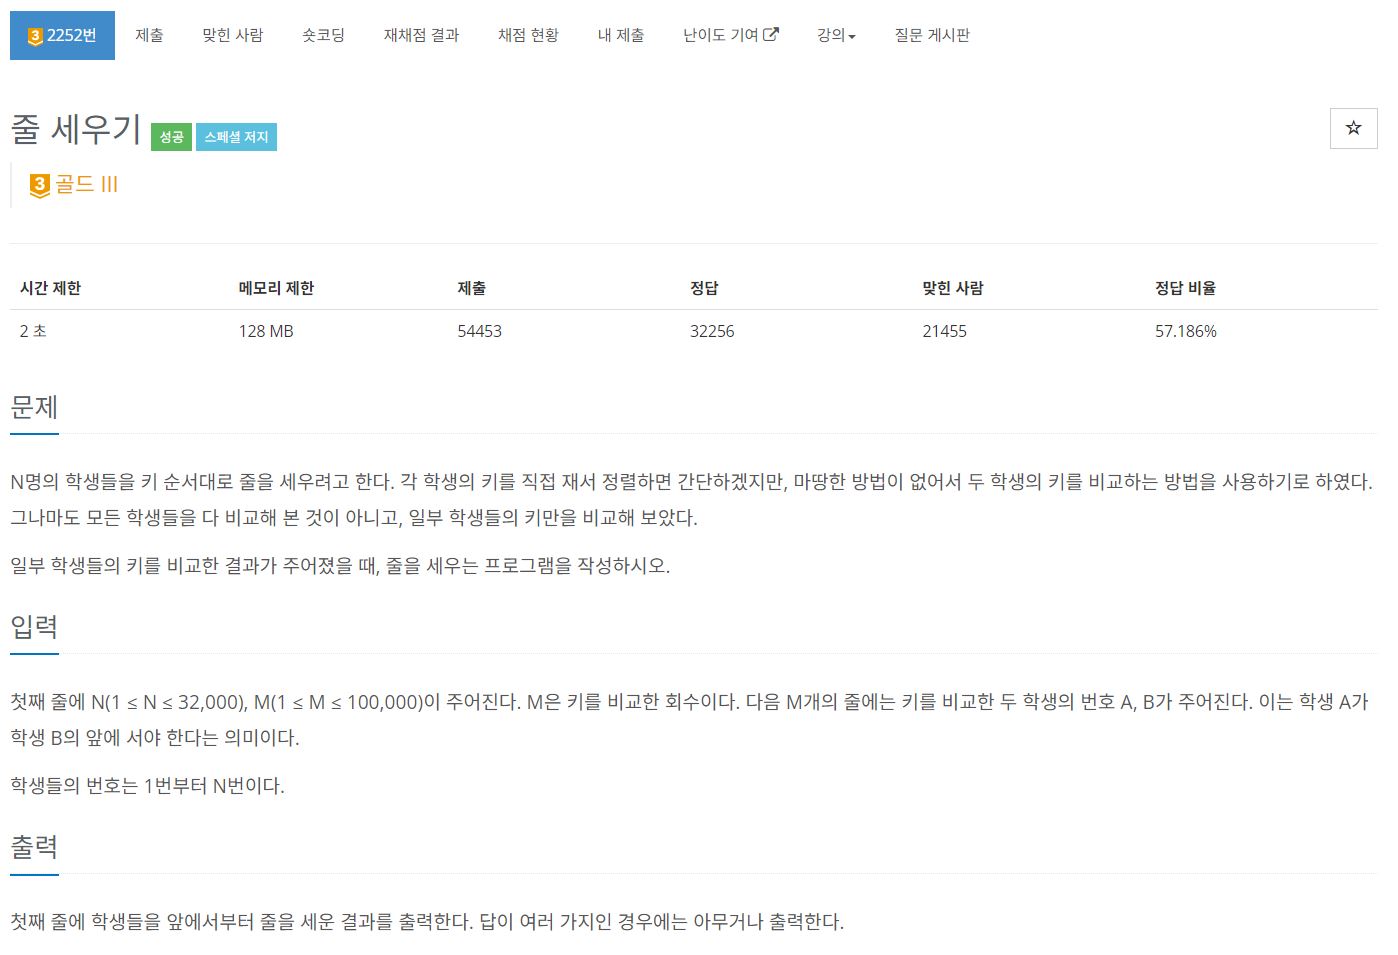 3 2252번 제출 맞힌 사람 숏코딩 재채점 결과 채점 현황 내 제출 난이도 기여 강의 질문 게시판
줄 세우기 성공 스페셜 저지
3 골드 III
시간 제한 메모리 제한 제출 정답 맞힌 사람 정답 비율
2 초 128 MB 54453 32256 21455 57.186%
문제
N명의 학생들을 키 순서대로 줄을 세우려고 한다. 각 학생의 키를 직접 재서 정렬하면 간단하겠지만, 마땅한 방법이 없어서 두 학생의 키를 비교하는 방법을 사용하기로 하였다.
그나마도 모든 학생들을 다 비교해 본 것이 아니고, 일부 학생들의 키만을 비교해 보았다.
일부 학생들의 키를 비교한 결과가 주어졌을 때, 줄을 세우는 프로그램을 작성하시오.
입력
첫째 줄에 N(1 ≤ N ≤ 32,000), M(1 ≤ M ≤ 100,000)이 주어진다. M은 키를 비교한 회수이다. 다음 M개의 줄에는 키를 비교한 두 학생의 번호 A, B가 주어진다. 이는 학생 A가
학생 B의 앞에 서야 한다는 의미이다.
학생들의 번호는 1번부터 N번이다.
출력
첫째 줄에 학생들을 앞에서부터 줄을 세운 결과를 출력한다. 답이 여러 가지인 경우에는 아무거나 출력한다.